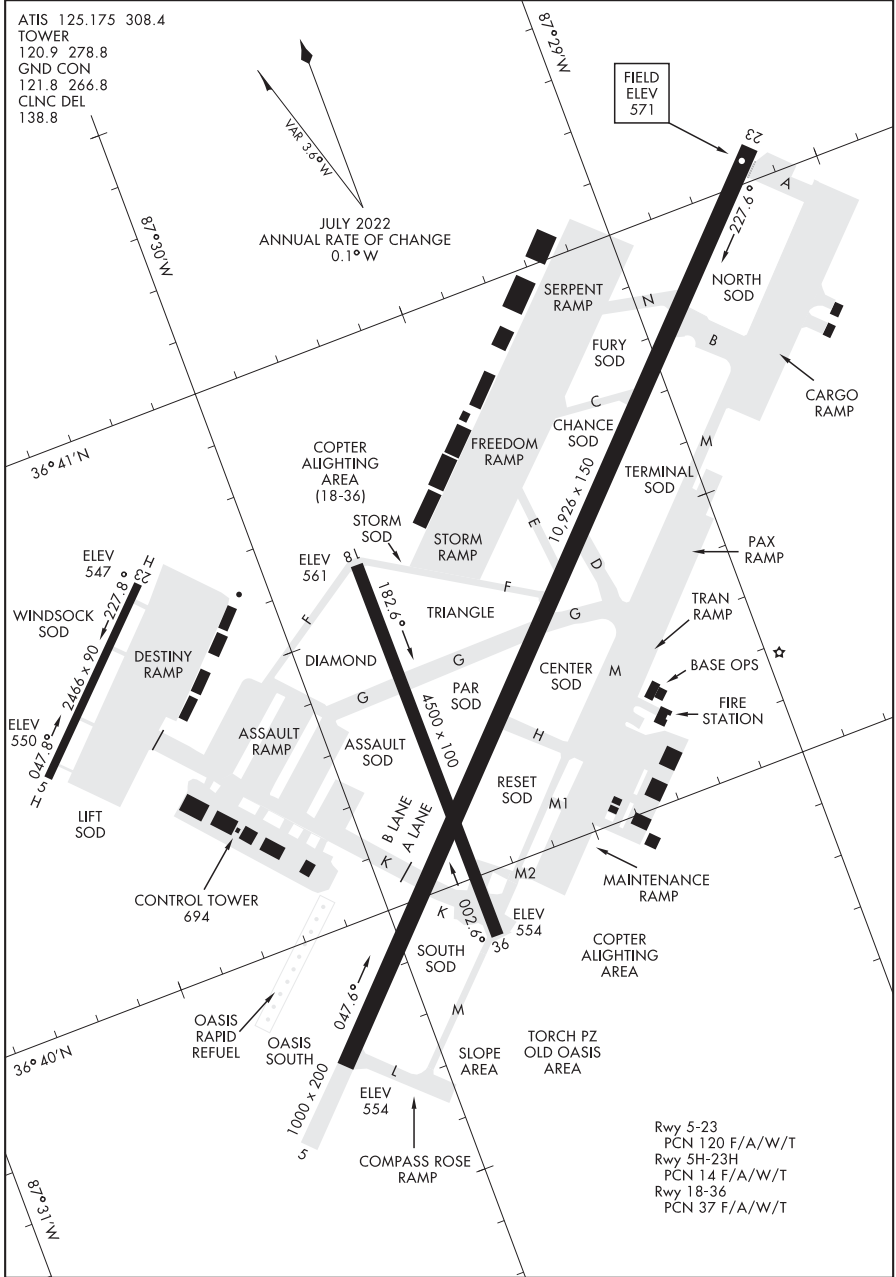 ATIS 125.175 308.4
TOWER
120.9 278.8
GND CON
121.8 266.8
CLNC DEL
138.8
87°29'W
FIELD
ELEV
571
VAR 3.6° W
JULY 2022
ANNUAL RATE OF CHANGE
0.1° W
87°30'W
23
A
227.6°
NORTH
SOD
SERPENT
RAMP
N
B
FURY
SOD
CARGO
RAMP
C
CHANCE
SOD
FREEDOM
RAMP
M
TERMINAL
SOD
10,926 x 150
36°41'N
COPTER
ALIGHTING
AREA
(18-36)
STORM
SOD
STORM
RAMP
E
D
PAX
RAMP
ELEV
547
H
23
227.8°
ELEV
561
18
182.6°
F
F
TRIANGLE
G
TRAN
RAMP
WINDSOCK
SOD
2466 x 90
DESTINY
RAMP
DIAMOND
G
G
PAR
SOD
CENTER
SOD
M
BASE OPS
FIRE
STATION
4500 x 100
ELEV
550
047.8°
5
H
ASSAULT
RAMP
ASSAULT
SOD
H
RESET
SOD
M1
LIFT
SOD
B LANE
A LANE
K
M2
MAINTENANCE
RAMP
CONTROL TOWER
694
K
002.6°
36
ELEV
554
SOUTH
SOD
COPTER
ALIGHTING
AREA
047.6°
M
OASIS
RAPID
REFUEL
OASIS
SOUTH
36°40'N
SLOPE
AREA
TORCH PZ
OLD OASIS
AREA
L
1000 x 200
ELEV
554
5
COMPASS ROSE
RAMP
87°31'W
Rwy 5-23
PCN 120 F/A/W/T
Rwy 5H-23H
PCN 14 F/A/W/T
Rwy 18-36
PCN 37 F/A/W/T